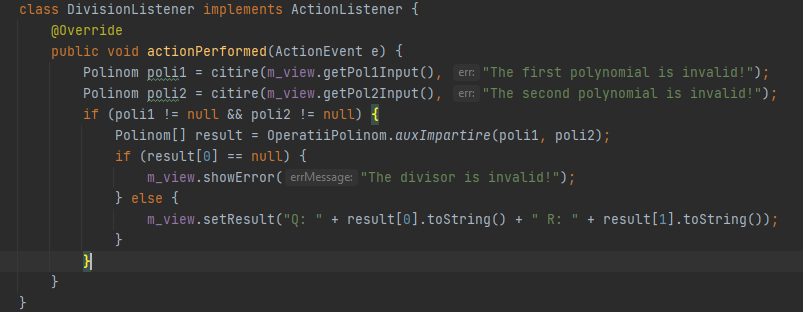 class DivisionListener implements ActionListener {
@Override
public void actionPerformed(ActionEvent e) {
Polinom poli1 = citire(m_view.getPol1Input(), err: "The first polynomial is invalid!");
Polinom poli2 = citire(m_view.getPol2Input(), err: "The second polynomial is invalid!");
if (poli1 != null && poli2 != null) {
Polinom[] result = OperatiiPolinom.auxImpartire(poli1, poli2);
if (result[0] == null) {
m_view.showError(errMessage: "The divisor is invalid!");
} else {
m_view.setResult("Q: " + result[0].toString() + " R: " + result[1].toString());
}
}
}
}